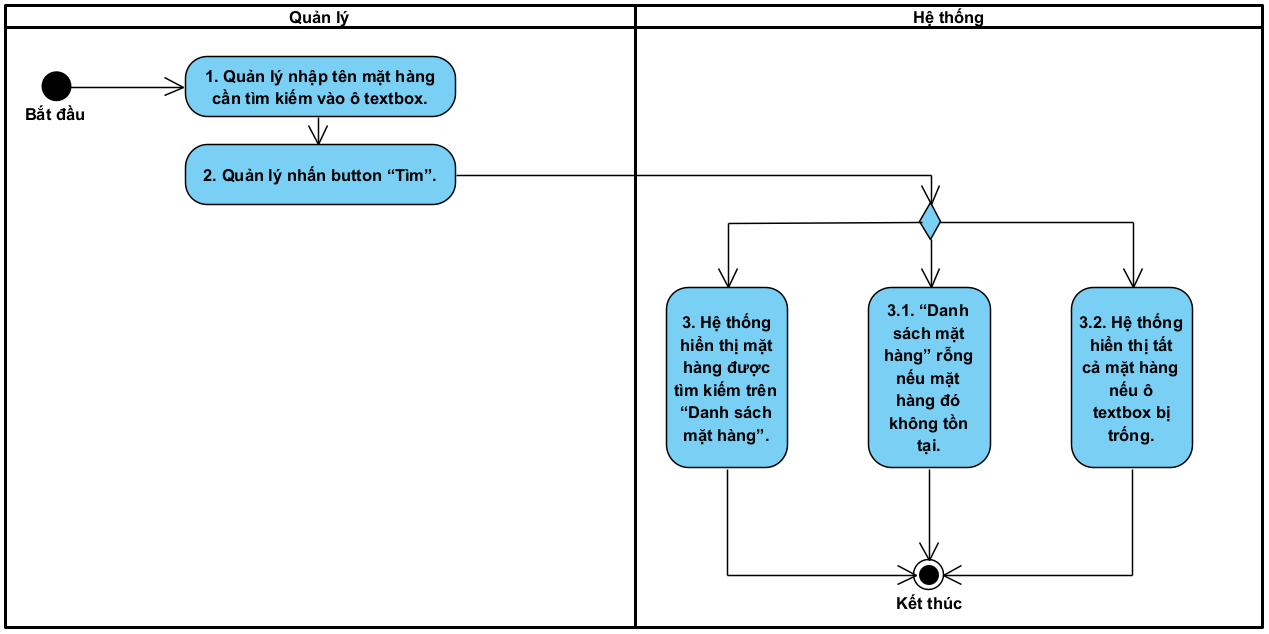 Quản lý
Hệ thống
Bắt đầu
1. Quản lý nhập tên mặt hàng
cần tìm kiếm vào ô textbox.
2. Quản lý nhấn button “Tìm”.
3. Hệ thống
hiển thị mặt
hàng được
tìm kiếm trên
“Danh sách
mặt hàng”.
3.1. “Danh
sách mặt
hàng” rỗng
nếu mặt
hàng đó
không tồn
tại.
3.2. Hệ thống
hiển thị tất
cả mặt hàng
nếu ô
textbox bị
trống.
Kết thúc